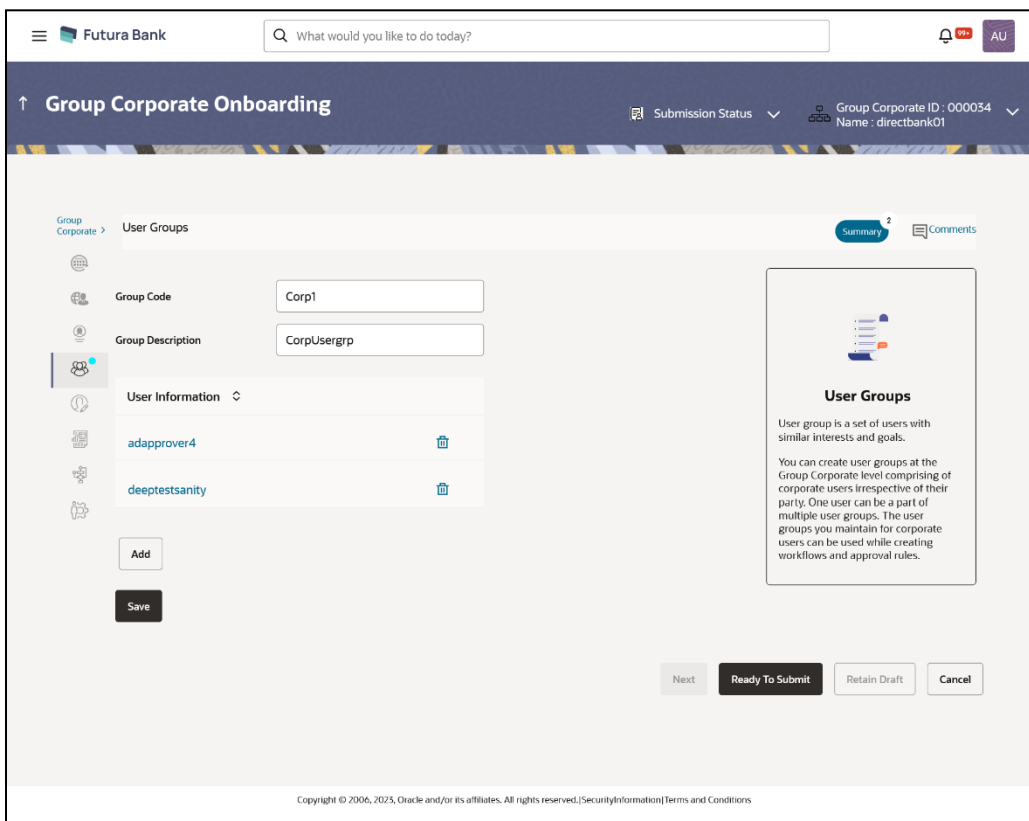 Futura Bank
What would you like to do today?
99+
AU
↑ Group Corporate Onboarding
Submission Status
Group Corporate ID : 000034
Name : directbank01
Group
Corporate >
User Groups
Summary
2
Comments
Group Code
Corp1
Group Description
CorpUsergrp
User Information
adapprover4
deeptestsanity
Add
Save
User Groups
User group is a set of users with
similar interests and goals.
You can create user groups at the
Group Corporate level comprising of
corporate users irrespective of their
party. One user can be a part of
multiple user groups. The user
groups you maintain for corporate
users can be used while creating
workflows and approval rules.
Next
Ready To Submit
Retain Draft
Cancel
Copyright © 2006, 2023, Oracle and/or its affiliates. All rights reserved.|SecurityInformation|Terms and Conditions